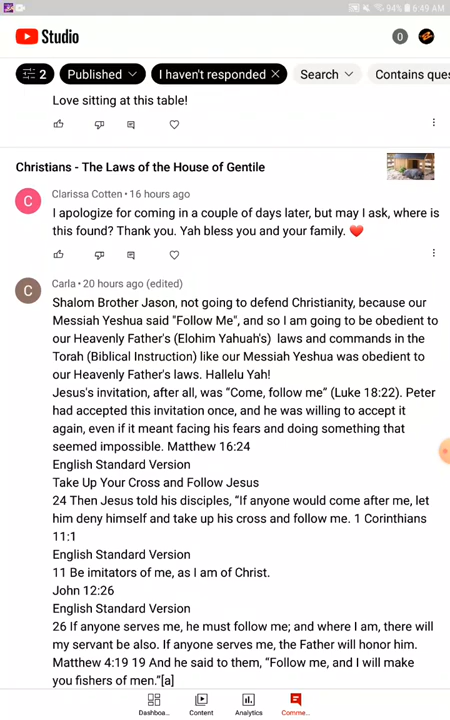 94% 6:49 AM
Studio
0
2 Published I haven't responded Search Contains ques
Love sitting at this table!
Christians - The Laws of the House of Gentile
C Clarissa Cotten • 16 hours ago
I apologize for coming in a couple of days later, but may I ask, where is
this found? Thank you. Yah bless you and your family. ❤️
C Carla • 20 hours ago (edited)
Shalom Brother Jason, not going to defend Christianity, because our
Messiah Yeshua said "Follow Me", and so I am going to be obedient to
our Heavenly Father's (Elohim Yahuah's) laws and commands in the
Torah (Biblical Instruction) like our Messiah Yeshua was obedient to
our Heavenly Father's laws. Hallelu Yah!
Jesus's invitation, after all, was “Come, follow me” (Luke 18:22). Peter
had accepted this invitation once, and he was willing to accept it
again, even if it meant facing his fears and doing something that
seemed impossible. Matthew 16:24
English Standard Version
Take Up Your Cross and Follow Jesus
24 Then Jesus told his disciples, “If anyone would come after me, let
him deny himself and take up his cross and follow me. 1 Corinthians
11:1
English Standard Version
11 Be imitators of me, as I am of Christ.
John 12:26
English Standard Version
26 If anyone serves me, he must follow me; and where I am, there will
my servant be also. If anyone serves me, the Father will honor him.
Matthew 4:19 19 And he said to them, “Follow me, and I will make
you fishers of men.”[a]
Dashboa... Content Analytics Comme...